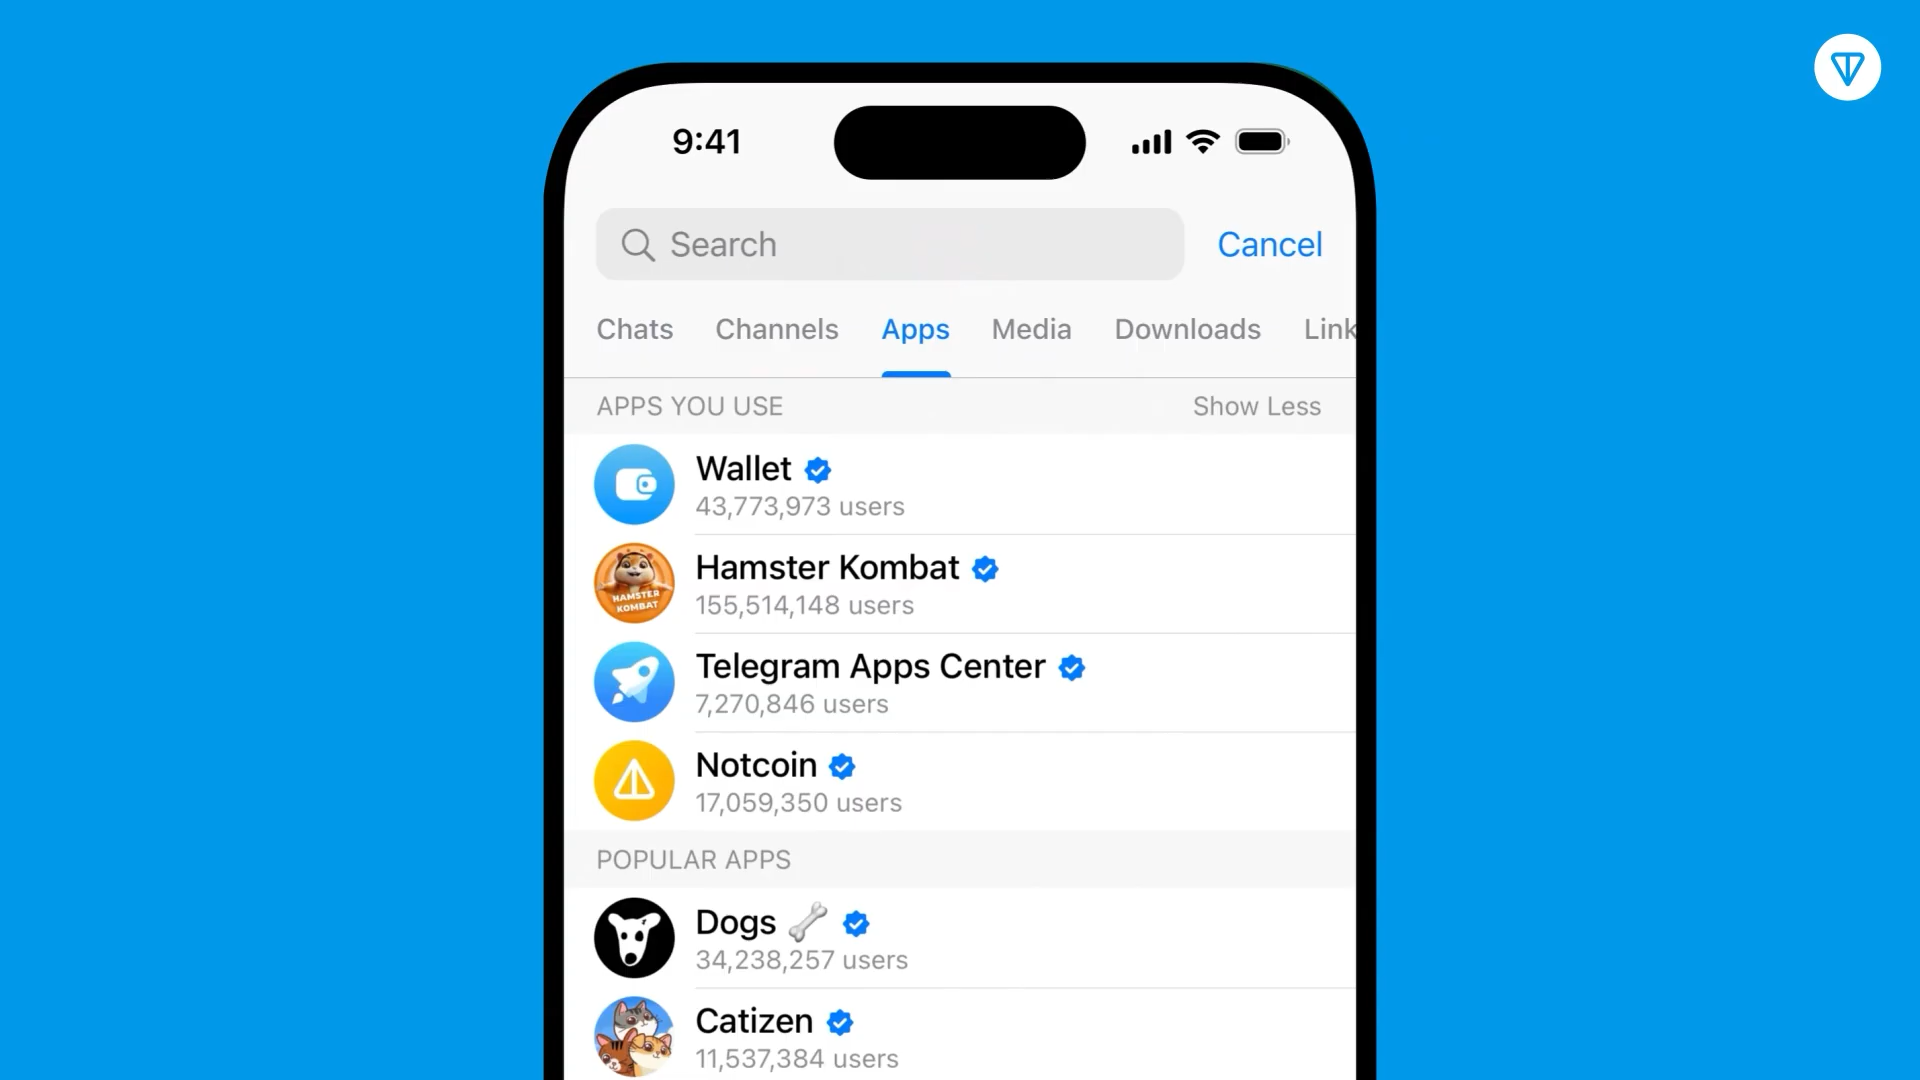 9:41
Search
Cancel
Chats Channels Apps Media Downloads Link
APPS YOU USE Show Less
Wallet
43,773,973 users
Hamster Kombat
155,514,148 users
HAMSTER
KOMBAT
Telegram Apps Center
7,270,846 users
Notcoin
17,059,350 users
POPULAR APPS
Dogs 🦴
34,238,257 users
Catizen
11,537,384 users